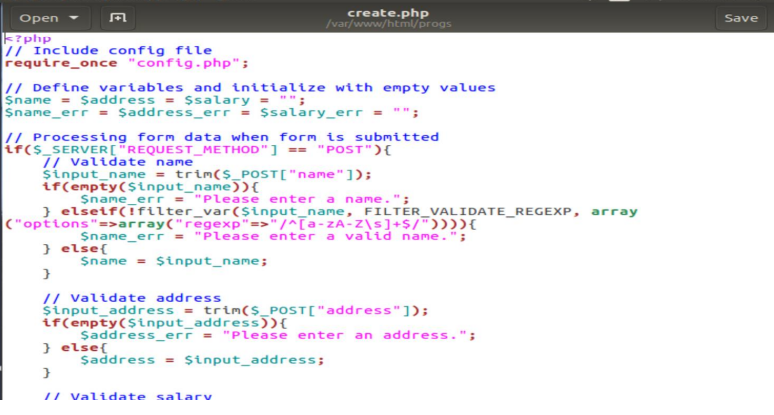 Open
create.php
/var/www/html/progs
Save
<?php
// Include config file
require_once "config.php";

// Define variables and initialize with empty values
$name = $address = $salary = "";
$name_err = $address_err = $salary_err = "";

// Processing form data when form is submitted
if($_SERVER["REQUEST_METHOD"] == "POST"){
    // Validate name
    $input_name = trim($_POST["name"]);
    if(empty($input_name)){
        $name_err = "Please enter a name.";
    } elseif(!filter_var($input_name, FILTER_VALIDATE_REGEXP, array
("options"=>array("regexp"=>"/^[a-zA-Z\s]+$/")))){
        $name_err = "Please enter a valid name.";
    } else{
        $name = $input_name;
    }

    // Validate address
    $input_address = trim($_POST["address"]);
    if(empty($input_address)){
        $address_err = "Please enter an address.";
    } else{
        $address = $input_address;
    }

    // Validate salary